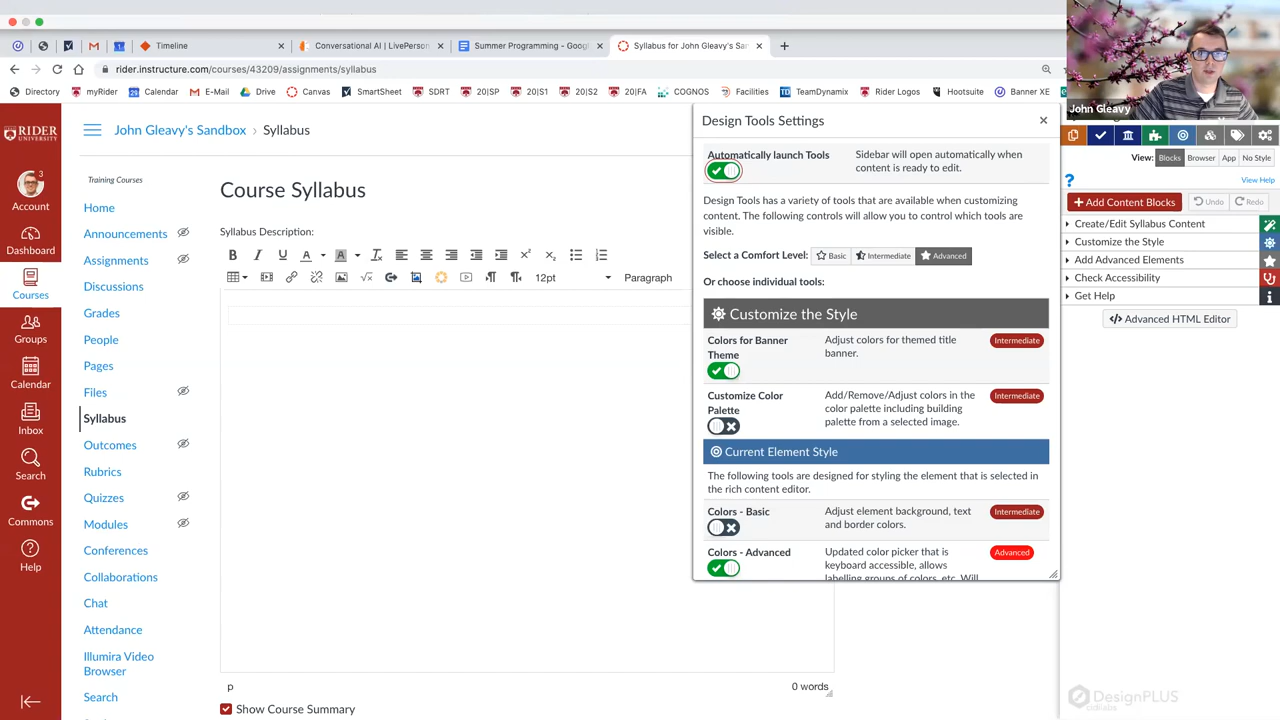 Timeline
Conversational AI | LivePerson
Summer Programming - Googl
Syllabus for John Gleavy's San
rider.instructure.com/courses/43209/assignments/syllabus
Directory
myRider
Calendar
E-Mail
Drive
Canvas
SmartSheet
SDRT
20|SP
20|S1
20|S2
20|FA
COGNOS
Facilities
TeamDynamix
Rider Logos
Hootsuite
Banner XE
John Gleavy
RIDER
UNIVERSITY
3
Account
Dashboard
Courses
Groups
Calendar
Inbox
Search
Commons
Help
John Gleavy's Sandbox › Syllabus
Training Courses
Home
Announcements
Assignments
Discussions
Grades
People
Pages
Files
Syllabus
Outcomes
Rubrics
Quizzes
Modules
Conferences
Collaborations
Chat
Attendance
Illumira Video
Browser
Search
Course Syllabus
Syllabus Description:
12pt
Paragraph
p
0 words
Show Course Summary
Design Tools Settings
Automatically launch Tools
Sidebar will open automatically when
content is ready to edit.
Design Tools has a variety of tools that are available when customizing
content. The following controls will allow you to control which tools are
visible.
Select a Comfort Level: Basic Intermediate Advanced
Or choose individual tools:
Customize the Style
Colors for Banner
Theme
Adjust colors for themed title
banner.
Intermediate
Customize Color
Palette
Add/Remove/Adjust colors in the
color palette including building
palette from a selected image.
Intermediate
Current Element Style
The following tools are designed for styling the element that is selected in
the rich content editor.
Colors - Basic
Adjust element background, text
and border colors.
Intermediate
Colors - Advanced
Updated color picker that is
keyboard accessible, allows
labelling groups of colors, etc. Will
Advanced
View: Blocks Browser App No Style
View Help
Add Content Blocks
Undo
Redo
Create/Edit Syllabus Content
Customize the Style
Add Advanced Elements
Check Accessibility
Get Help
Advanced HTML Editor
DesignPLUS
cidilabs